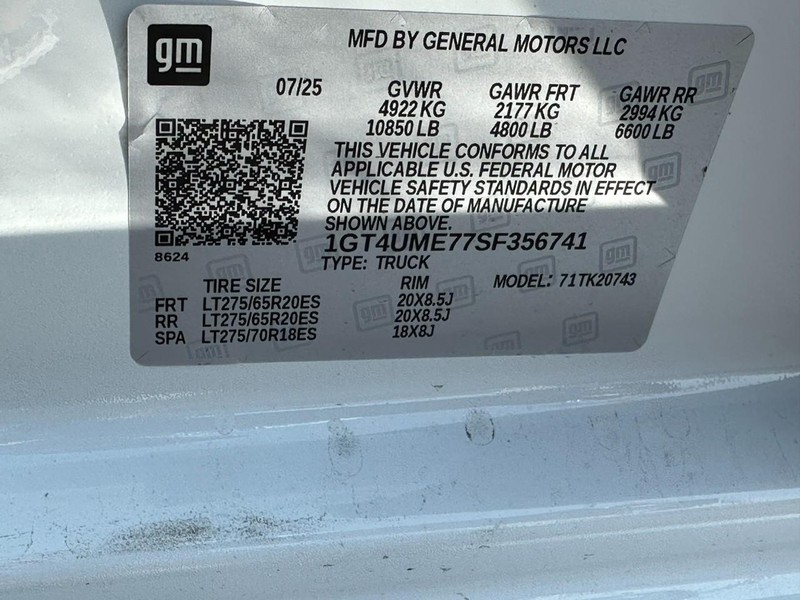 gm
MFD BY GENERAL MOTORS LLC
07/25 GVWR GAWR FRT GAWR RR
4922 KG 2177 KG 2994 KG
10850 LB 4800 LB 6600 LB
THIS VEHICLE CONFORMS TO ALL
APPLICABLE U.S. FEDERAL MOTOR
VEHICLE SAFETY STANDARDS IN EFFECT
ON THE DATE OF MANUFACTURE
SHOWN ABOVE.
8624
1GT4UME77SF356741
TYPE: TRUCK
TIRE SIZE RIM MODEL: 71TK20743
FRT LT275/65R20ES 20X8.5J
RR LT275/65R20ES 20X8.5J
SPA LT275/70R18ES 18X8J